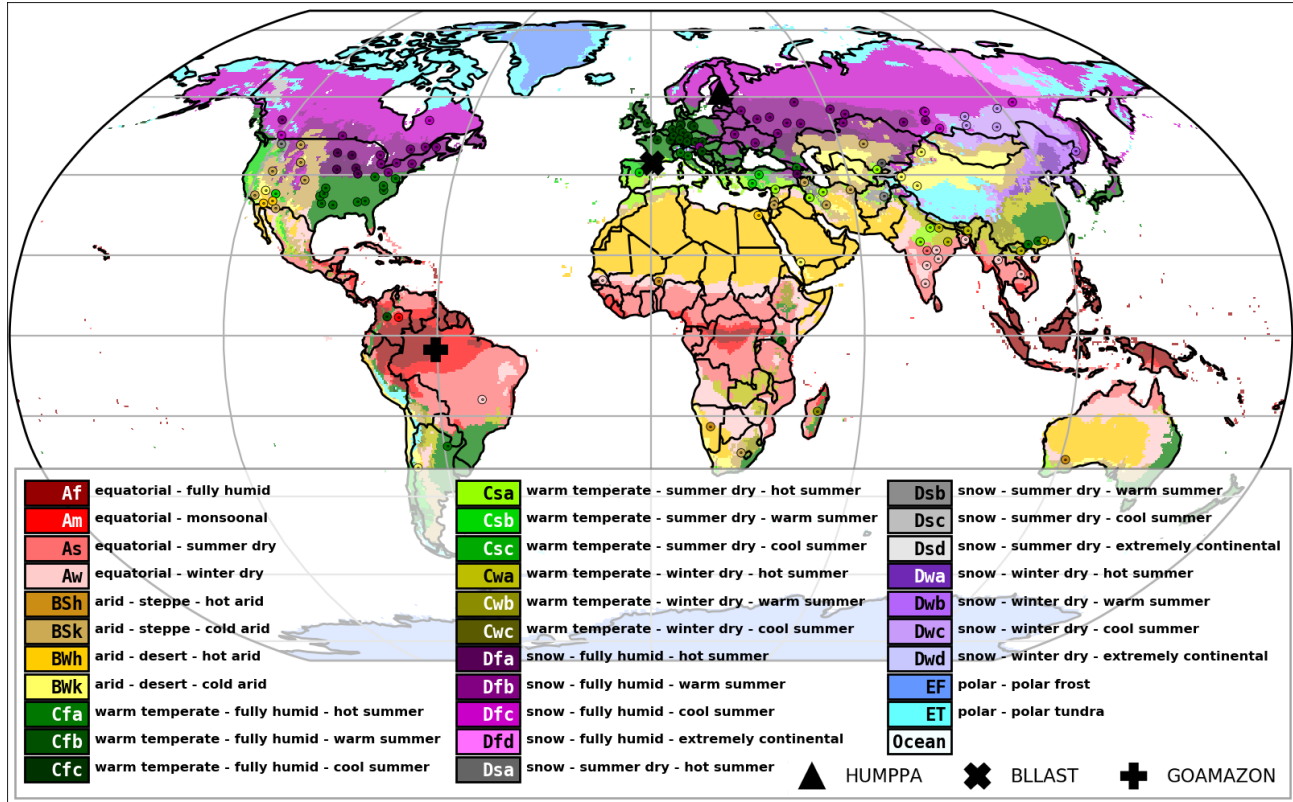 Af equatorial - fully humid
Am equatorial - monsoonal
As equatorial - summer dry
Aw equatorial - winter dry
BSh arid - steppe - hot arid
BSk arid - steppe - cold arid
BWh arid - desert - hot arid
BWk arid - desert - cold arid
Cfa warm temperate - fully humid - hot summer
Cfb warm temperate - fully humid - warm summer
Cfc warm temperate - fully humid - cool summer
Csa warm temperate - summer dry - hot summer
Csb warm temperate - summer dry - warm summer
Csc warm temperate - summer dry - cool summer
Cwa warm temperate - winter dry - hot summer
Cwb warm temperate - winter dry - warm summer
Cwc warm temperate - winter dry - cool summer
Dfa snow - fully humid - hot summer
Dfb snow - fully humid - warm summer
Dfc snow - fully humid - cool summer
Dfd snow - fully humid - extremely continental
Dsa snow - summer dry - hot summer
Dsb snow - summer dry - warm summer
Dsc snow - summer dry - cool summer
Dsd snow - summer dry - extremely continental
Dwa snow - winter dry - hot summer
Dwb snow - winter dry - warm summer
Dwc snow - winter dry - cool summer
Dwd snow - winter dry - extremely continental
EF polar - polar frost
ET polar - polar tundra
Ocean
HUMPPA BLLAST GOAMAZON